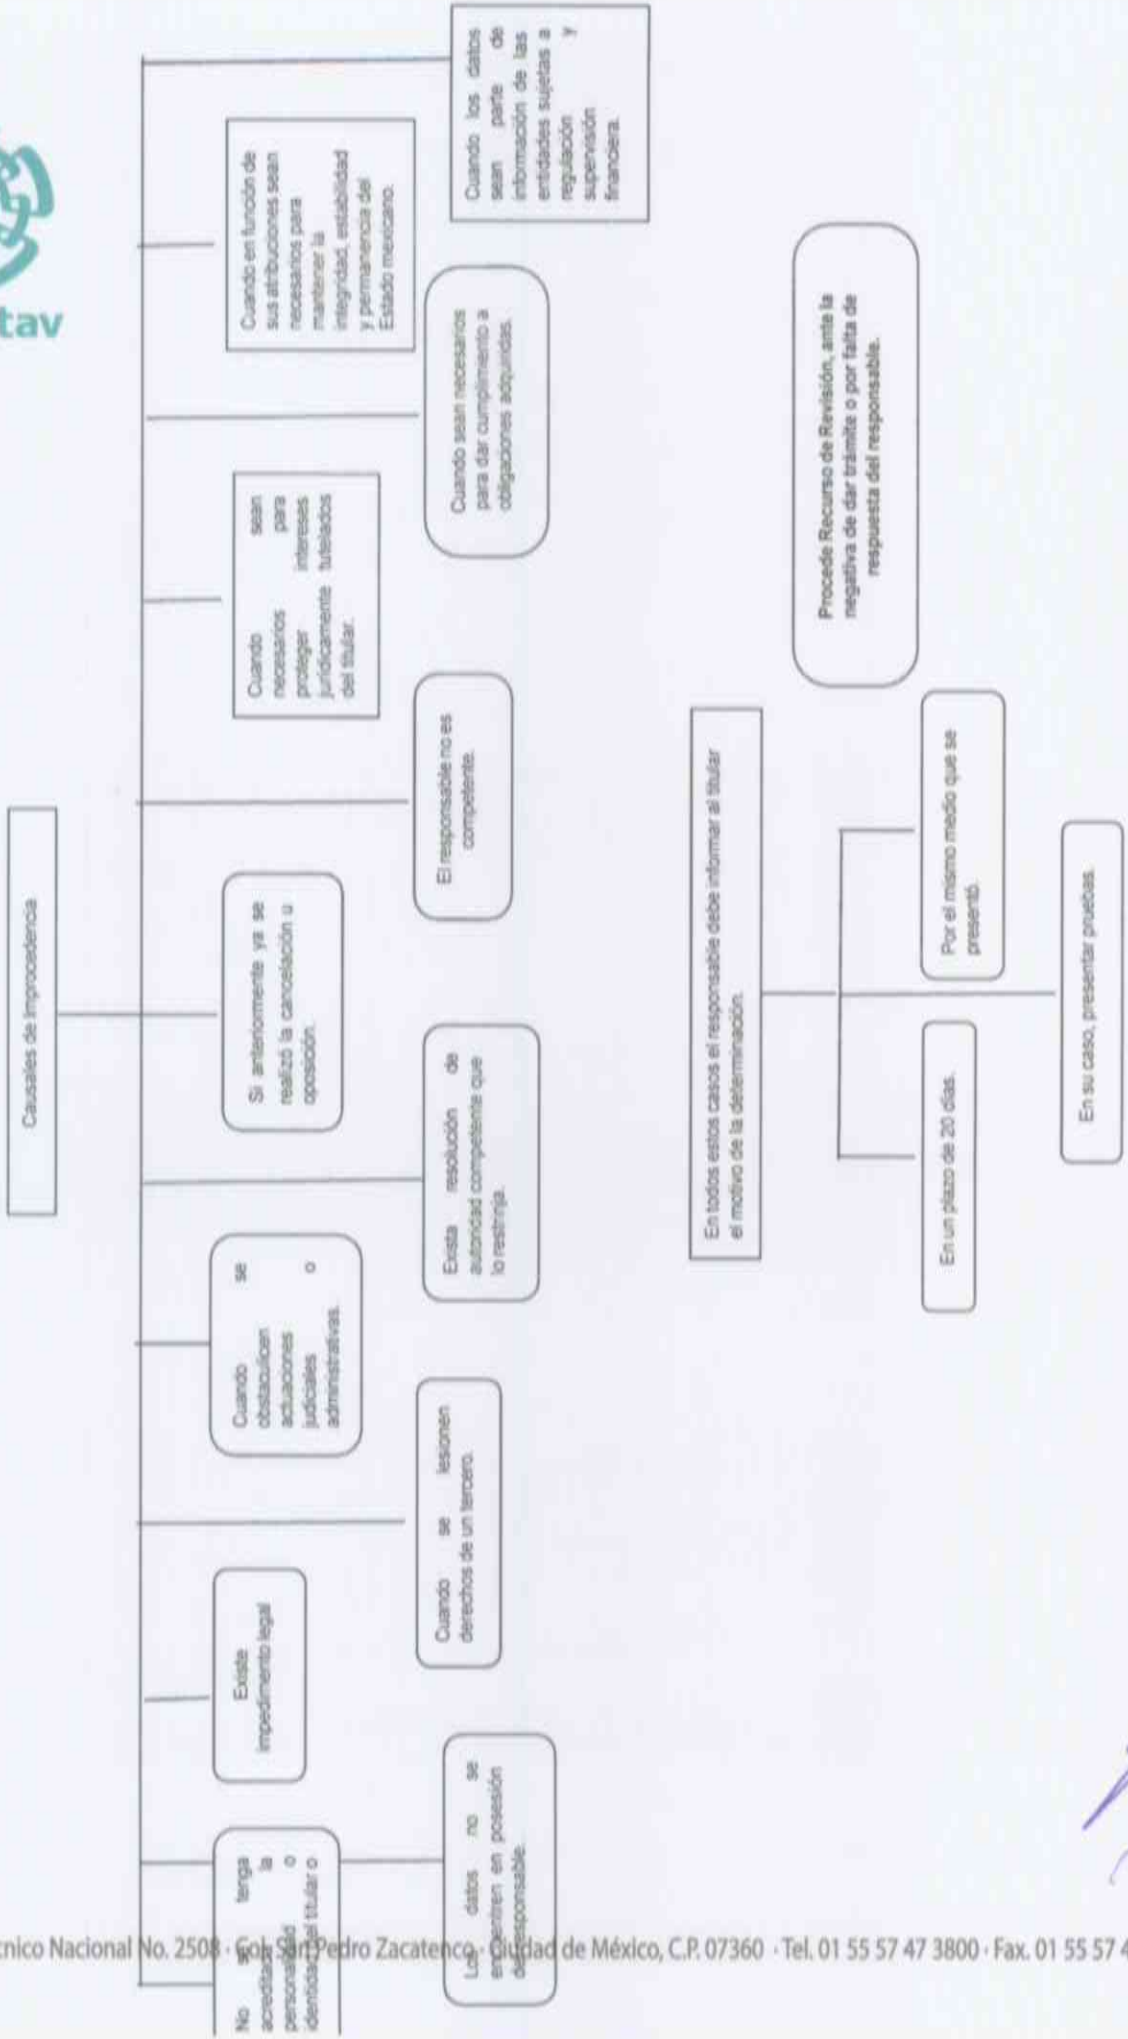 tav
Causales de improcedencia
No se tenga
acreditada la
personalidad o
identidad del titular o
Existe
impedimento legal
Cuando se
obstaculicen
actuaciones
judiciales o
administrativas.
Si anteriormente ya se
realizó la cancelación u
oposición.
Cuando sean
necesarios para
proteger intereses
jurídicamente tutelados
del titular.
Cuando en función de
sus atribuciones sean
necesarios para
mantener la
integridad, estabilidad
y permanencia del
Estado mexicano.
Los datos no se
encuentren en posesión
del responsable.
Cuando se lesionen
derechos de un tercero.
Exista resolución de
autoridad competente que
lo restrinja.
El responsable no es
competente.
Cuando sean necesarios
para dar cumplimiento a
obligaciones adquiridas.
Cuando los datos
sean parte de
información de las
entidades sujetas a
regulación y
supervisión
financiera.
En todos estos casos el responsable debe informar al titular
el motivo de la determinación.
En un plazo de 20 días.
Por el mismo medio que se
presentó.
En su caso, presentar pruebas.
Procede Recurso de Revisión, ante la
negativa de dar trámite o por falta de
respuesta del responsable.
cnico Nacional No. 2508 · Col. San Pedro Zacatenco · Ciudad de México, C.P. 07360 · Tel. 01 55 57 47 3800 · Fax. 01 55 57 4